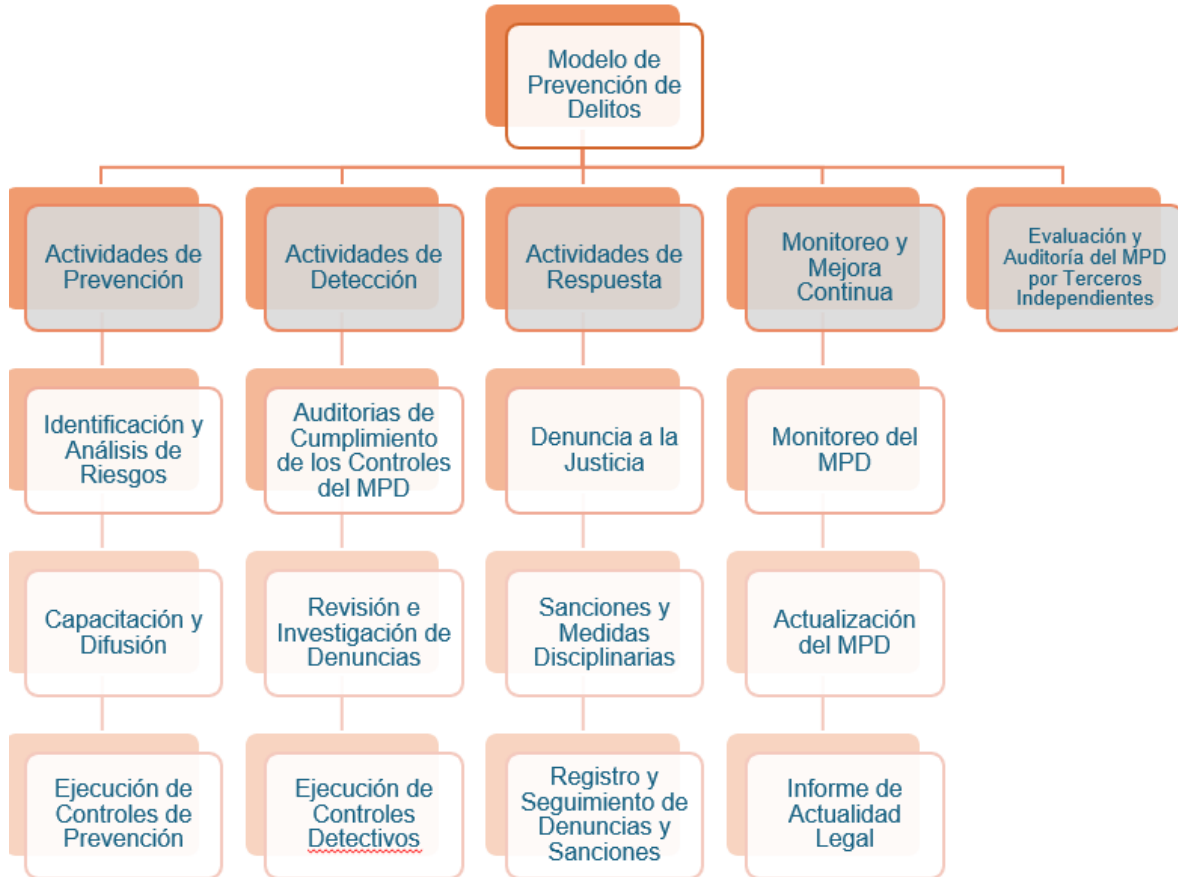 Modelo de
Prevención de
Delitos
Actividades de
Prevención
Actividades de
Detección
Actividades de
Respuesta
Monitoreo y
Mejora
Continua
Evaluación y
Auditoría del MPD
por Terceros
Independientes
Identificación y
Análisis de
Riesgos
Auditorias de
Cumplimiento
de los Controles
del MPD
Denuncia a la
Justicia
Monitoreo del
MPD
Capacitación y
Difusión
Revisión e
Investigación de
Denuncias
Sanciones y
Medidas
Disciplinarias
Actualización
del MPD
Ejecución de
Controles de
Prevención
Ejecución de
Controles
Detectivos
Registro y
Seguimiento de
Denuncias y
Sanciones
Informe de
Actualidad
Legal